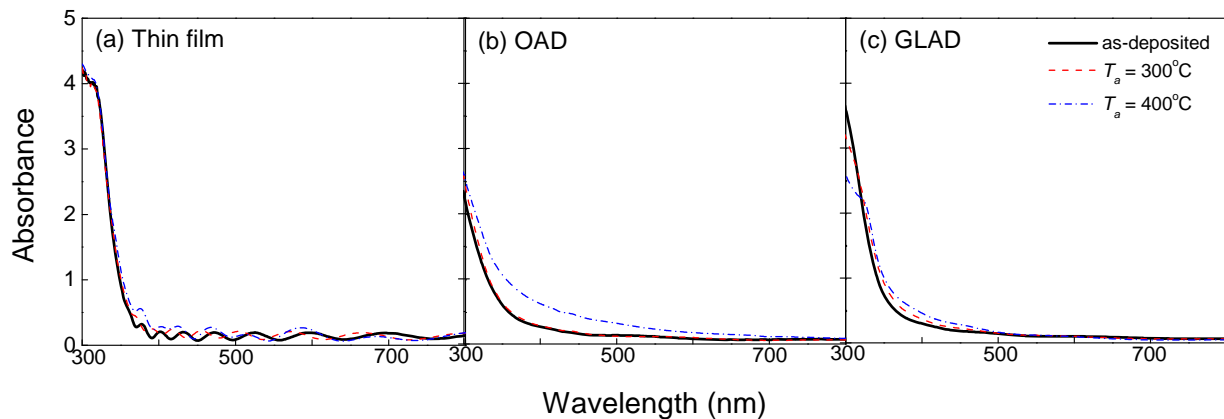 5
4
3
2
1
0
Absorbance
(a) Thin film
(b) OAD
(c) GLAD
as-deposited
Tₐ = 300°C
Tₐ = 400°C
300 500 700 300 500 700 300 500 700
Wavelength (nm)